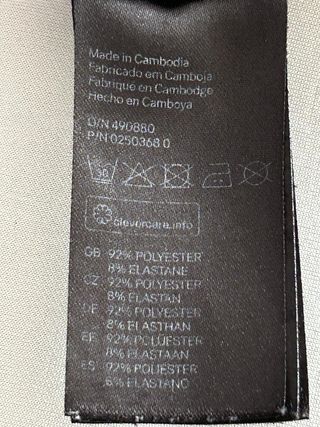 Made in Cambodia
Fabricado em Camboja
Fabriqué en Cambodge
Hecho en Camboya
O/N 490880
P/N 0250368 0
30
clevercare.info
GB 92% POLYESTER
8% ELASTANE
CZ 92% POLYESTER
8% ELASTAN
DE 92% POLYESTER
8% ELASTHAN
EE 92% POLÜESTER
8% ELASTAAN
ES 92% POLIÉSTER
8% ELASTANO